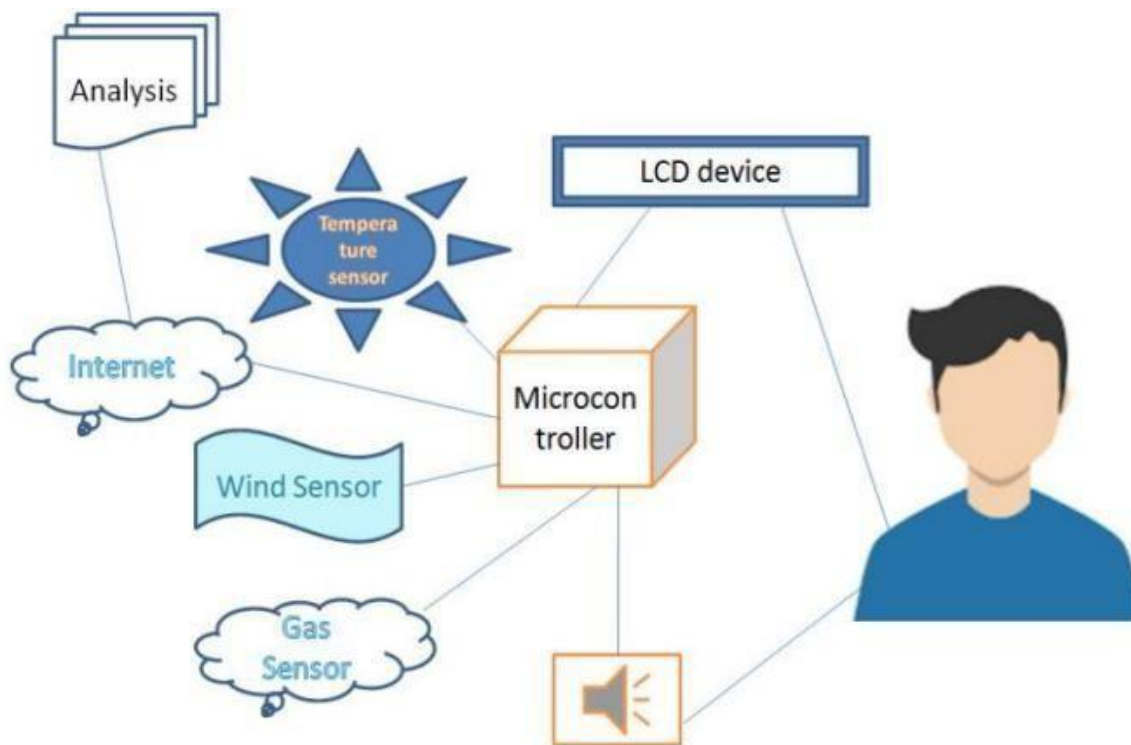 Analysis
LCD device
Tempera
ture
sensor
Internet
Microcon
troller
Wind Sensor
Gas
Sensor